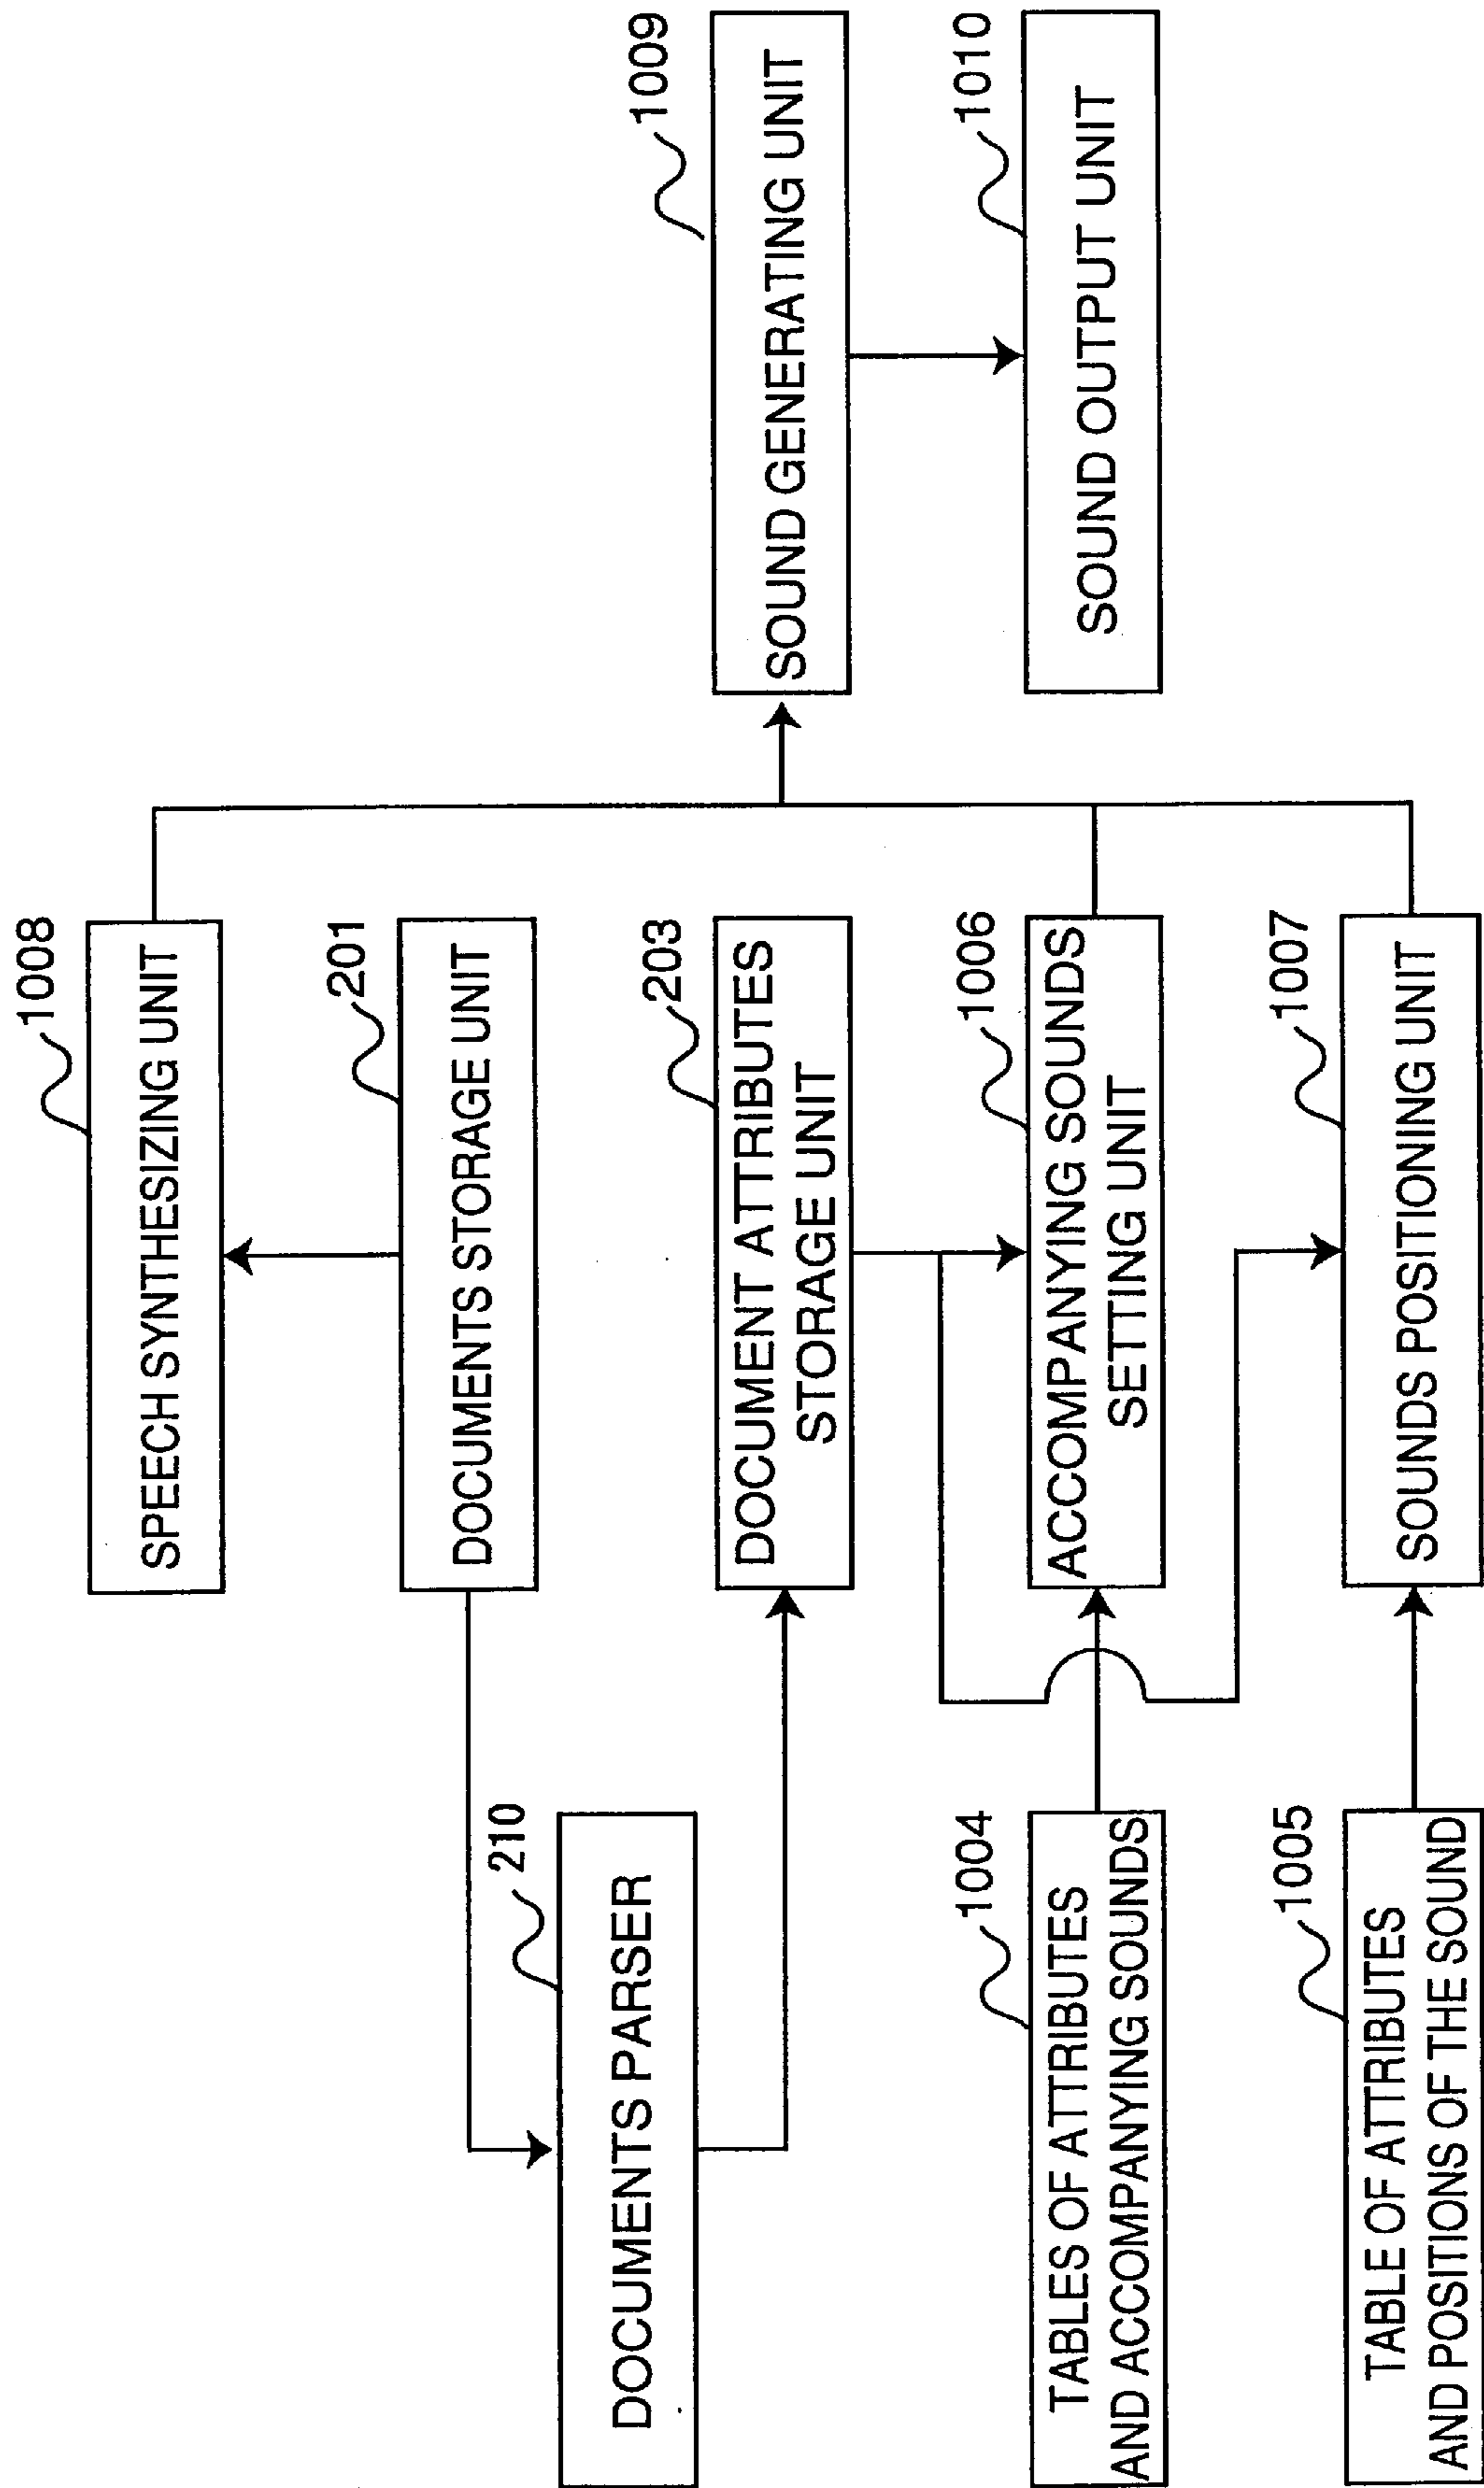 1008
SPEECH SYNTHESIZING UNIT
201
DOCUMENTS STORAGE UNIT
210
DOCUMENTS PARSER
203
DOCUMENT ATTRIBUTES
STORAGE UNIT
1009
SOUND GENERATING UNIT
1004
TABLES OF ATTRIBUTES
AND ACCOMPANYING SOUNDS
1006
ACCOMPANYING SOUNDS
SETTING UNIT
1010
SOUND OUTPUT UNIT
1005
TABLE OF ATTRIBUTES
AND POSITIONS OF THE SOUND
1007
SOUNDS POSITIONING UNIT